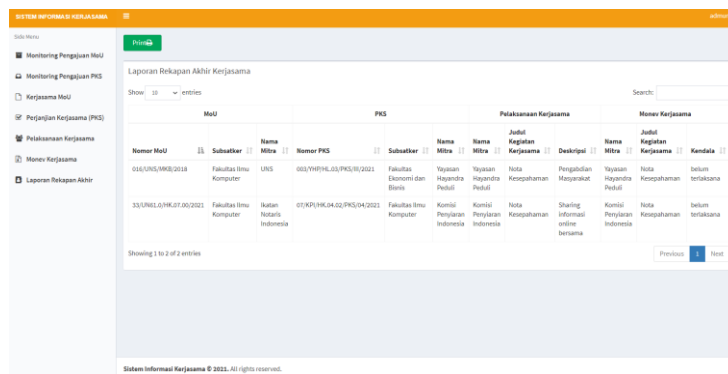 SISTEM INFORMASI KERJASAMA
Side Menu
Monitoring Pengajuan MoU
Monitoring Pengajuan PKS
Kerjasama MoU
Perjanjian Kerjasama (PKS)
Pelaksanaan Kerjasama
Monev Kerjasama
Laporan Rekapan Akhir
Print
Laporan Rekapan Akhir Kerjasama
Show 10 entries Search:
MoU PKS Pelaksanaan Kerjasama Monev Kerjasama
Nomor MoU Subsatker Nama Mitra Nomor PKS Subsatker Nama Mitra Nama Mitra Judul Kegiatan Kerjasama Deskripsi Nama Mitra Judul Kegiatan Kerjasama Kendala
016/UNS/MKB/2018 Fakultas Ilmu Komputer UNS 003/YHP/HL.03/PKS/III/2021 Fakultas Ekonomi dan Bisnis Yayasan Hayandra Peduli Yayasan Hayandra Peduli Nota Kesepahaman Pengabdian Masyarakat Yayasan Hayandra Peduli Nota Kesepahaman belum terlaksana
33/UN61.0/HK.07.00/2021 Fakultas Ilmu Komputer Ikatan Notaris Indonesia 07/KPI/HK.04.02/PKS/04/2021 Fakultas Ilmu Komputer Komisi Penyiaran Indonesia Komisi Penyiaran Indonesia Nota Kesepahaman Sharing informasi online bersama Komisi Penyiaran Indonesia Nota Kesepahaman belum terlaksana
Showing 1 to 2 of 2 entries
Previous 1 Next
Sistem Informasi Kerjasama © 2021. All rights reserved.